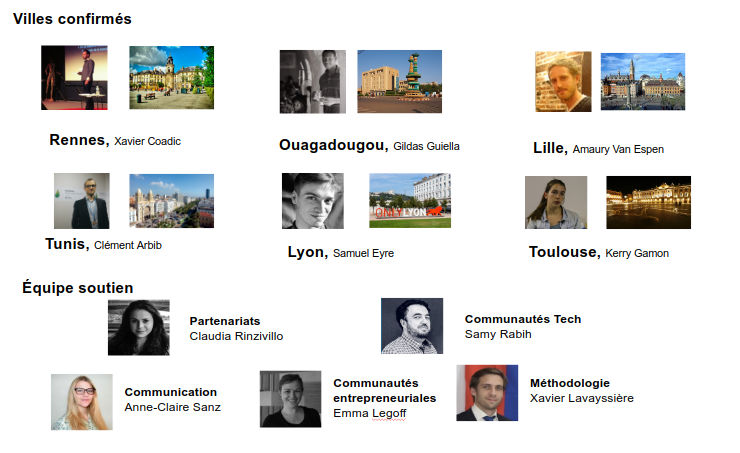 Villes confirmés
Rennes, Xavier Coadic
Ouagadougou, Gildas Guiella
Lille, Amaury Van Espen
ONLY LYON
Tunis, Clément Arbib
Lyon, Samuel Eyre
Toulouse, Kerry Gamon
Équipe soutien
Partenariats
Claudia Rinzivillo
Communautés Tech
Samy Rabih
Communication
Anne-Claire Sanz
Communautés
entrepreneuriales
Emma Legoff
Méthodologie
Xavier Lavayssière